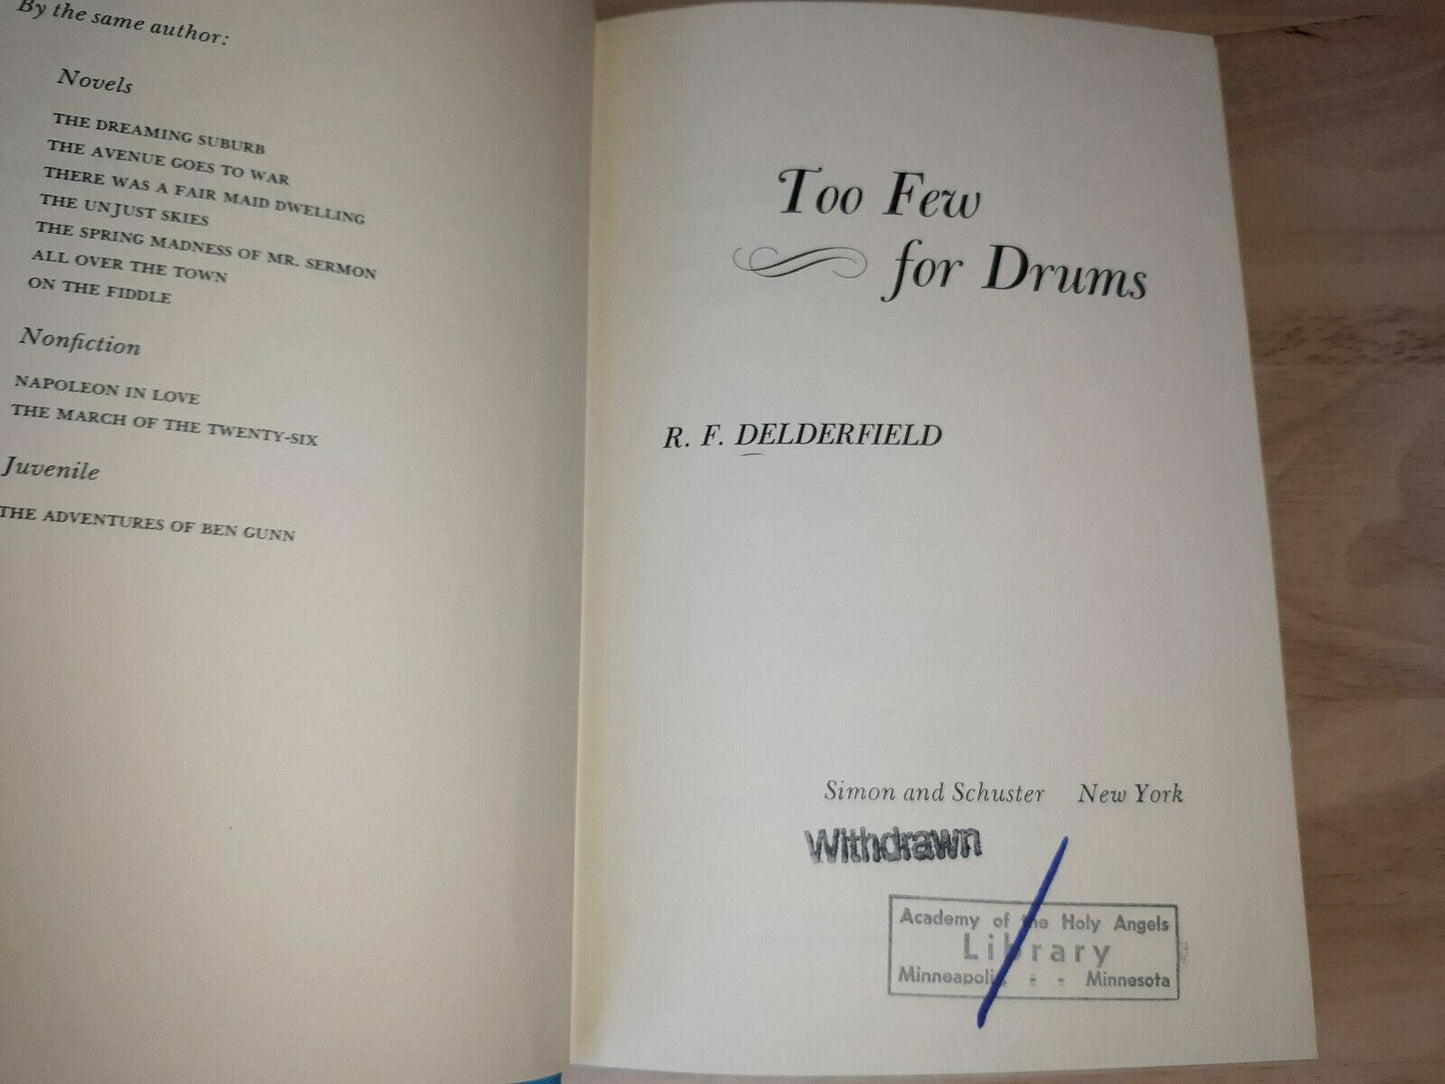 By the same author:
Novels
THE DREAMING SUBURB
THE AVENUE GOES TO WAR
THERE WAS A FAIR MAID DWELLING
THE UNJUST SKIES
THE SPRING MADNESS OF MR. SERMON
ALL OVER THE TOWN
ON THE FIDDLE
Nonfiction
NAPOLEON IN LOVE
THE MARCH OF THE TWENTY-SIX
Juvenile
THE ADVENTURES OF BEN GUNN
Too Few
for Drums
R. F. DELDERFIELD
Simon and Schuster New York
Withdrawn
Academy of the Holy Angels
Library
Minneapolis - - Minnesota